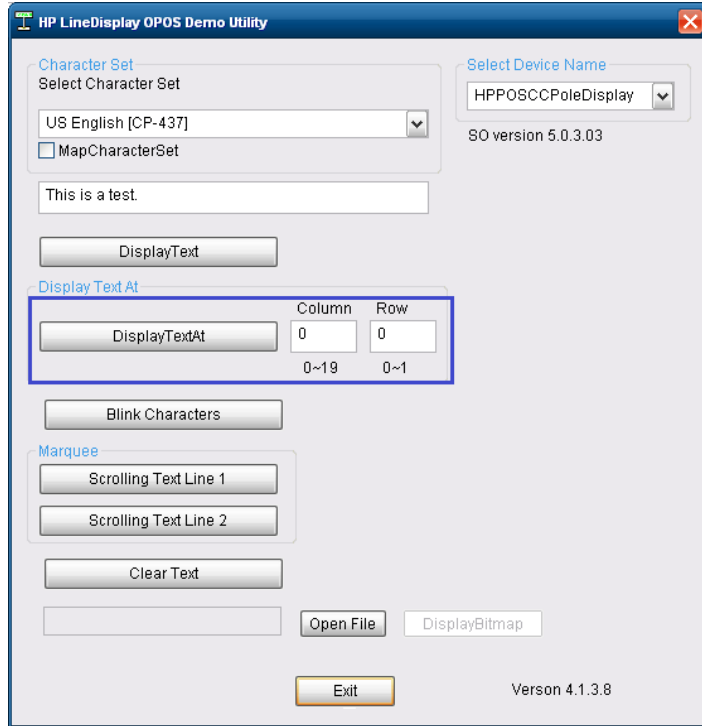 HP LineDisplay OPOS Demo Utility
Character Set
Select Character Set
US English [CP-437]
MapCharacterSet
Select Device Name
HPPOSCCPoleDisplay
SO version 5.0.3.03
This is a test.
DisplayText
Display Text At
Column Row
DisplayTextAt 0 0
0~19 0~1
Blink Characters
Marquee
Scrolling Text Line 1
Scrolling Text Line 2
Clear Text
Open File DisplayBitmap
Exit Verson 4.1.3.8